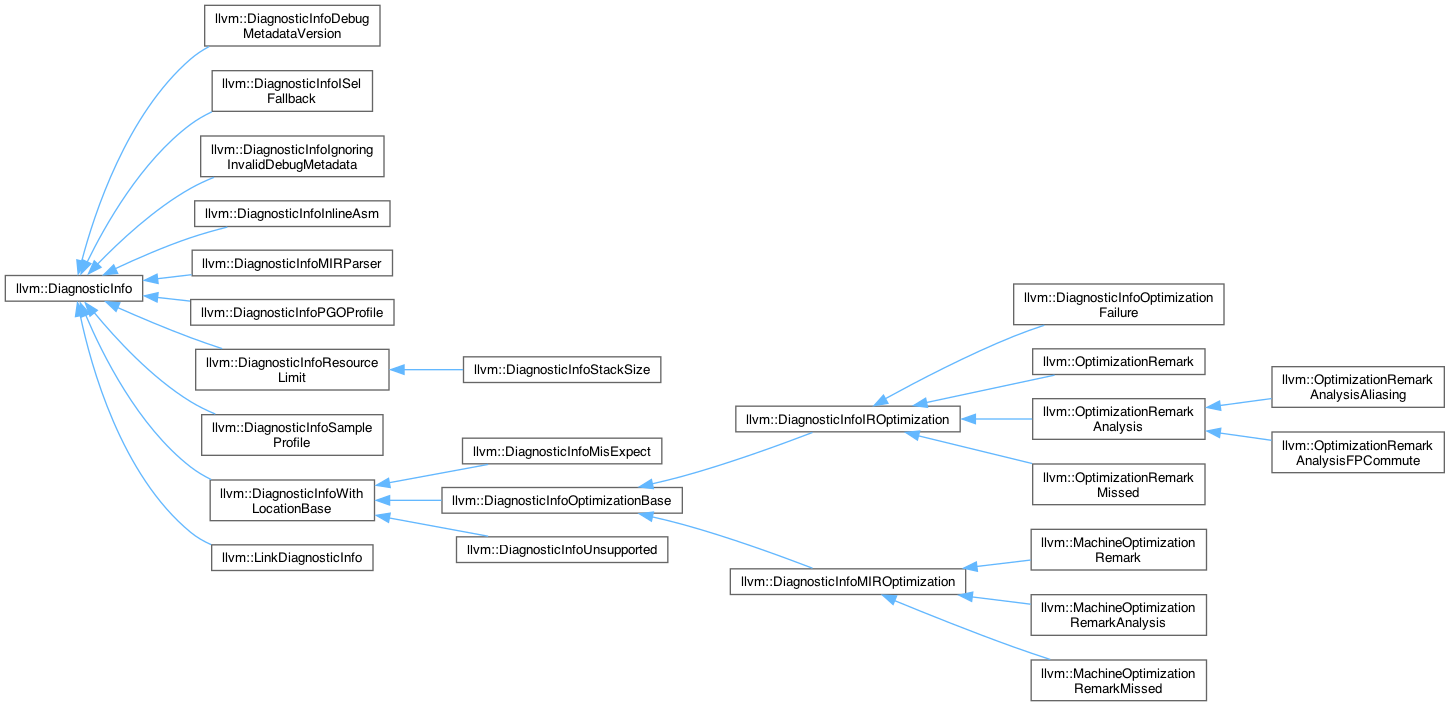 llvm::DiagnosticInfoDebug
MetadataVersion
llvm::DiagnosticInfoISel
Fallback
llvm::DiagnosticInfoIgnoring
InvalidDebugMetadata
llvm::DiagnosticInfoInlineAsm
llvm::DiagnosticInfoMIRParser
llvm::DiagnosticInfo
llvm::DiagnosticInfoPGOProfile
llvm::DiagnosticInfoResource
Limit
llvm::DiagnosticInfoSample
Profile
llvm::DiagnosticInfoWith
LocationBase
llvm::LinkDiagnosticInfo
llvm::DiagnosticInfoStackSize
llvm::DiagnosticInfoMisExpect
llvm::DiagnosticInfoOptimizationBase
llvm::DiagnosticInfoUnsupported
llvm::DiagnosticInfoIROptimization
llvm::DiagnosticInfoMIROptimization
llvm::DiagnosticInfoOptimization
Failure
llvm::OptimizationRemark
llvm::OptimizationRemark
Analysis
llvm::OptimizationRemark
Missed
llvm::MachineOptimization
Remark
llvm::MachineOptimization
RemarkAnalysis
llvm::MachineOptimization
RemarkMissed
llvm::OptimizationRemark
AnalysisAliasing
llvm::OptimizationRemark
AnalysisFPCommute